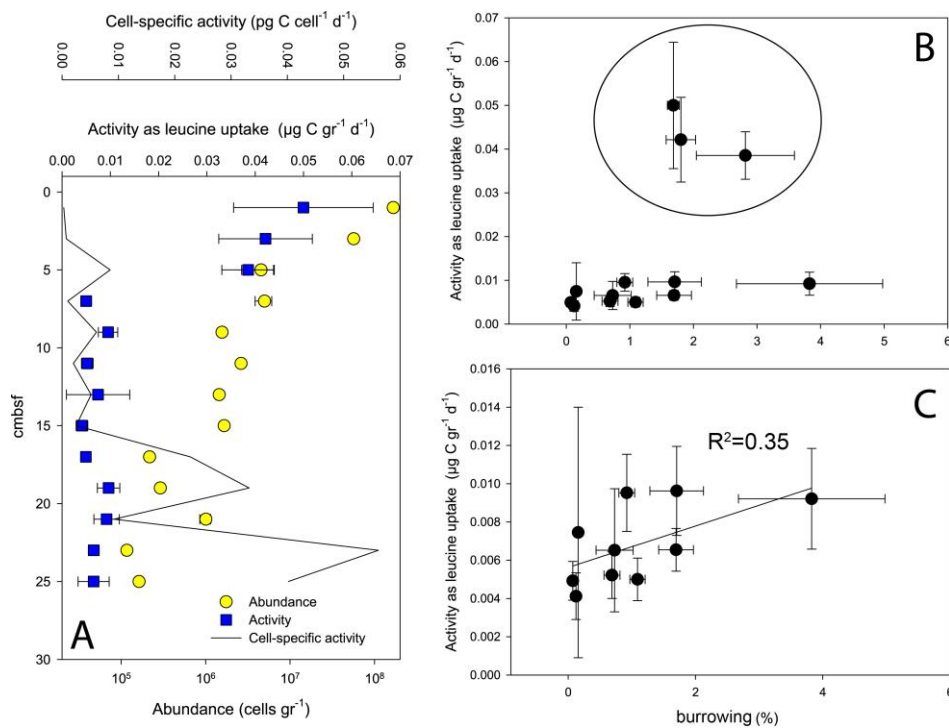 Cell-specific activity (pg C cell⁻¹ d⁻¹)
0.00 0.01 0.02 0.03 0.04 0.05 0.06
Activity as leucine uptake (µg C gr⁻¹ d⁻¹)
0.00 0.01 0.02 0.03 0.04 0.05 0.06 0.07
0
5
10
15
20
25
30
cmbsf
Abundance
Activity
Cell-specific activity
A
10⁵ 10⁶ 10⁷ 10⁸
Abundance (cells gr⁻¹)
B
Activity as leucine uptake (µg C gr⁻¹ d⁻¹)
0.07
0.06
0.05
0.04
0.03
0.02
0.01
0.00
0 1 2 3 4 5 6
C
R²=0.35
Activity as leucine uptake (µg C gr⁻¹ d⁻¹)
0.016
0.014
0.012
0.010
0.008
0.006
0.004
0.002
0.000
0 2 4 6
burrowing (%)